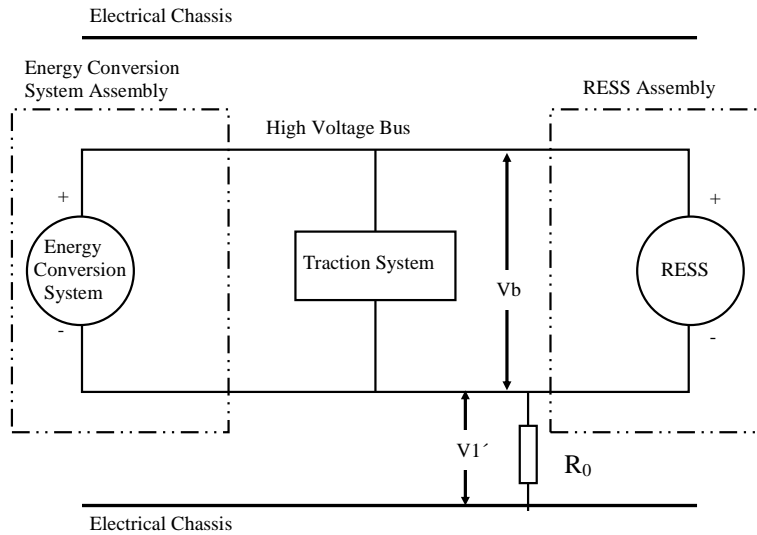 Electrical Chassis
Energy Conversion
System Assembly
RESS Assembly
High Voltage Bus
+
+
Energy
Conversion
System
Traction System
RESS
Vb
-
-
V1´
R₀
Electrical Chassis